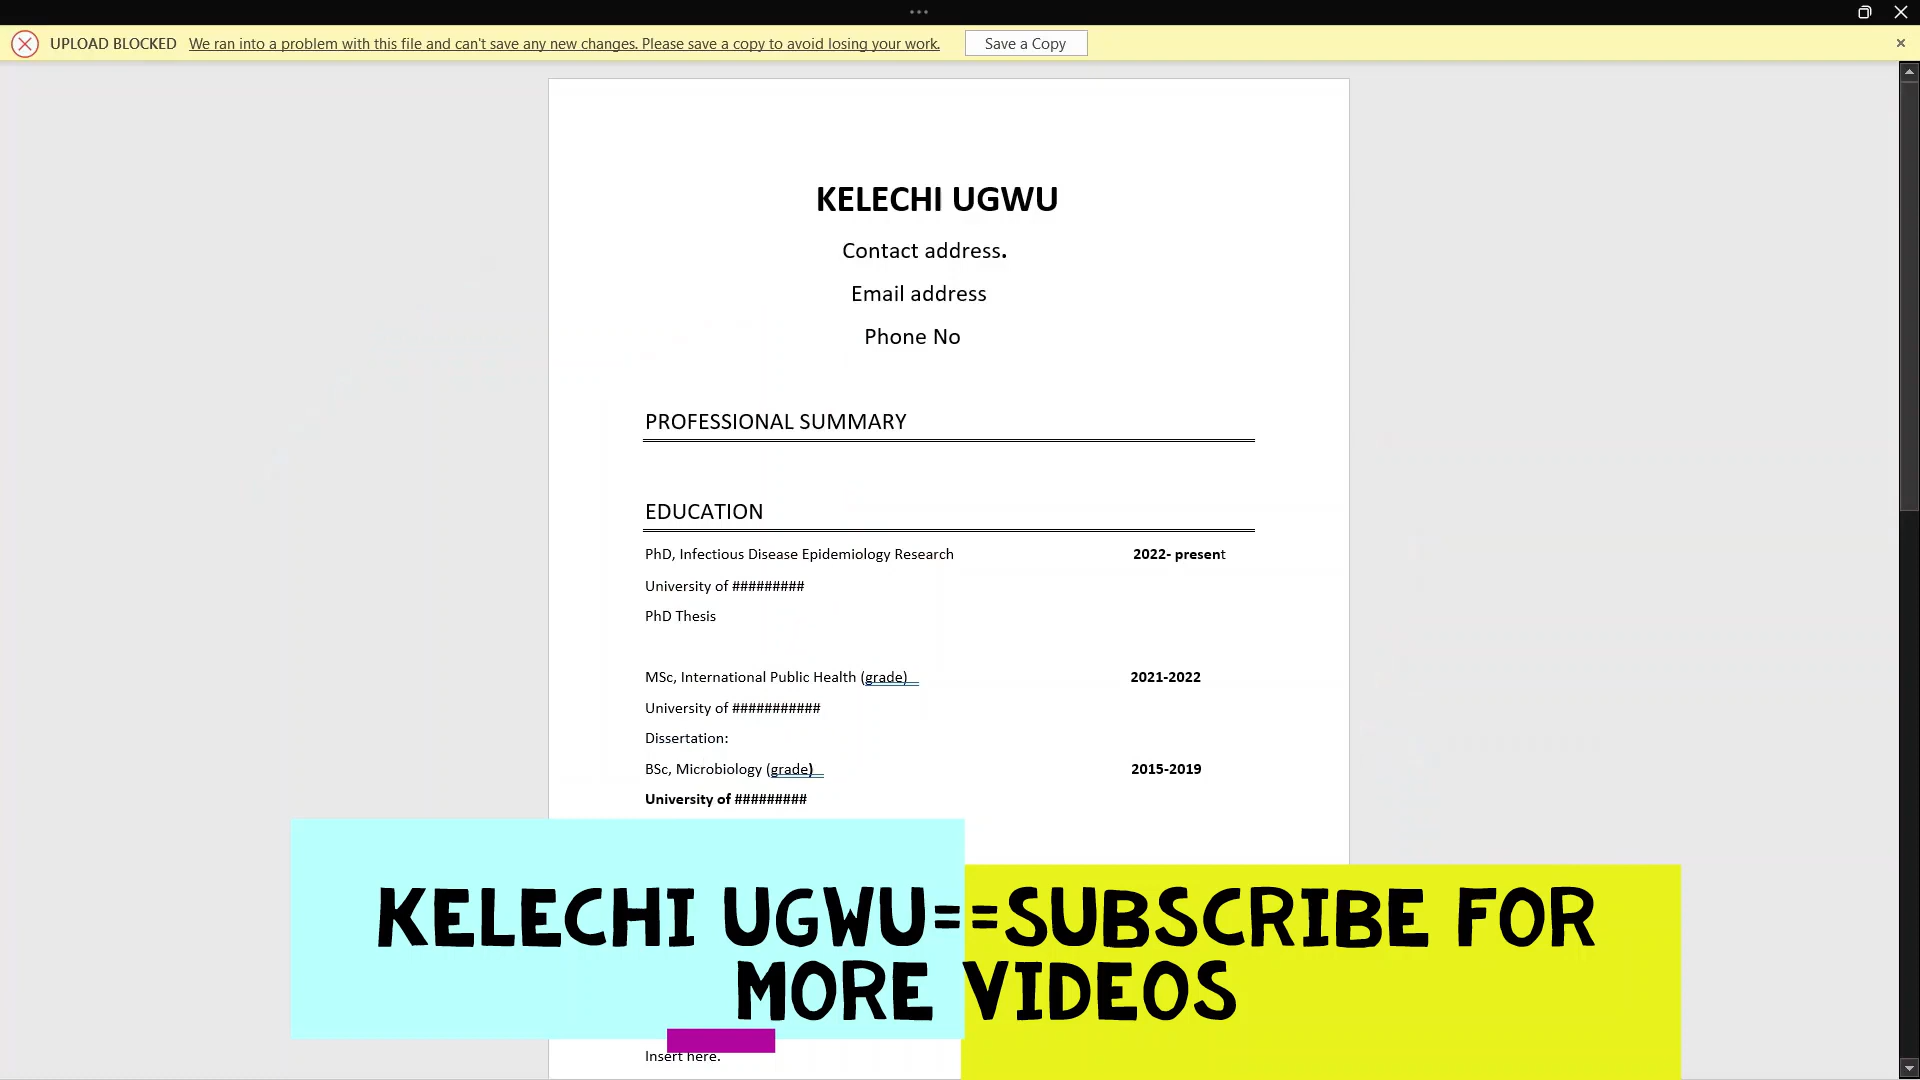 UPLOAD BLOCKED We ran into a problem with this file and can't save any new changes. Please save a copy to avoid losing your work. Save a Copy
KELECHI UGWU
Contact address.
Email address
Phone No
PROFESSIONAL SUMMARY
EDUCATION
PhD, Infectious Disease Epidemiology Research 2022- present
University of #########
PhD Thesis
MSc, International Public Health (grade) 2021-2022
University of ###########
Dissertation:
BSc, Microbiology (grade) 2015-2019
University of #########
KELECHI UGWU==SUBSCRIBE FOR
MORE VIDEOS
Insert here.